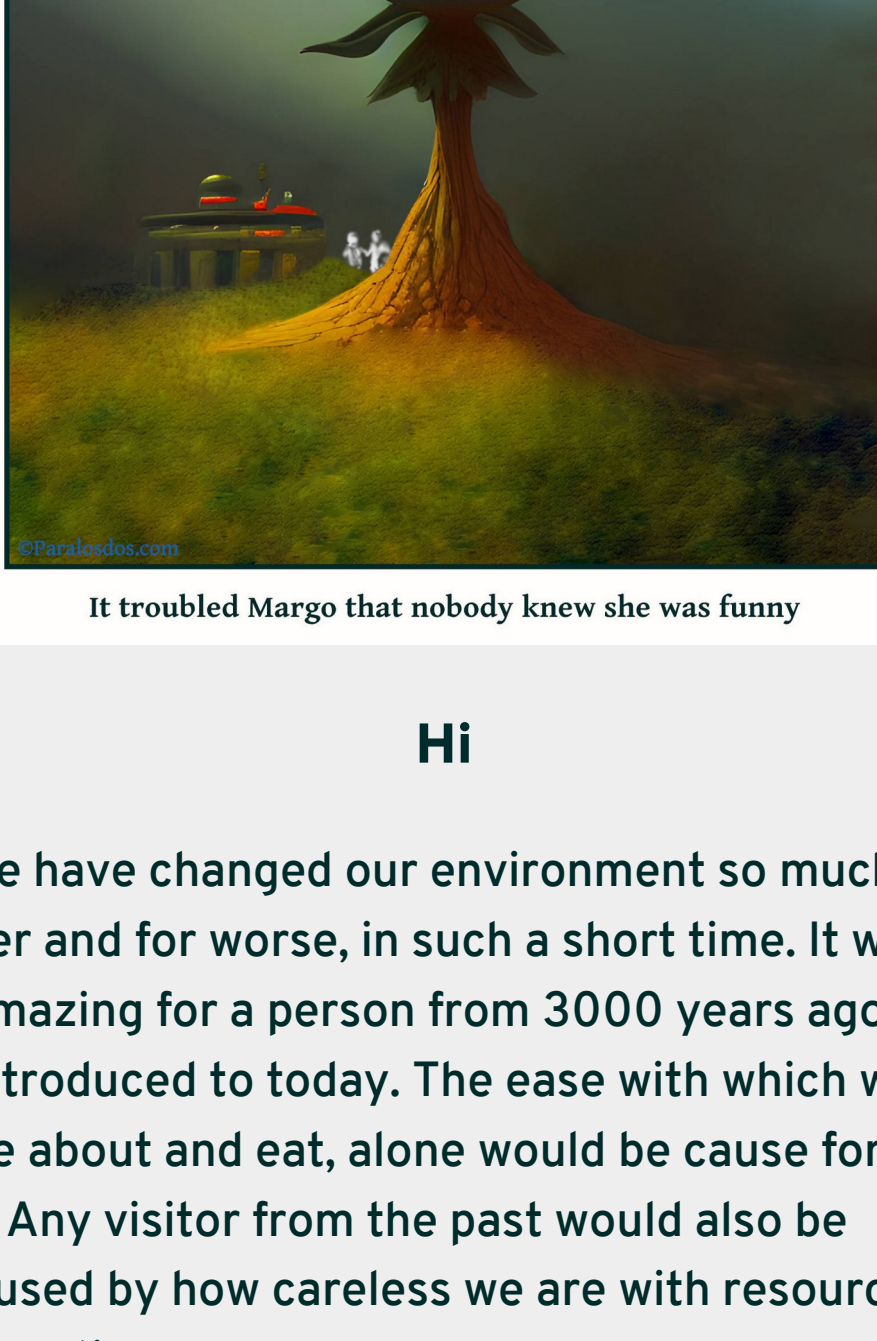 ©Paralosdos.com
It troubled Margo that nobody knew she was funny
Hi
e have changed our environment so much
er and for worse, in such a short time. It w
mazing for a person from 3000 years ago
troduced to today. The ease with which w
e about and eat, alone would be cause for
Any visitor from the past would also be
used by how careless we are with resourc